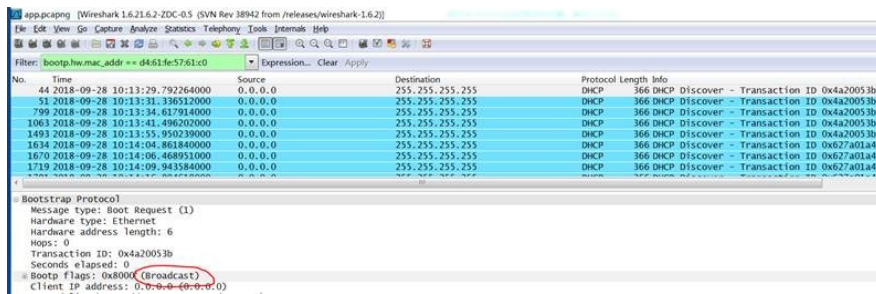 app.pcapng [Wireshark 1.6.21.6.2-ZDC-0.5 (SVN Rev 38942 from /releases/wireshark-1.6.2)]
File Edit View Go Capture Analyze Statistics Telephony Tools Internals Help
Filter: bootp.hw.mac_addr == d4:61:fe:57:61:c0 Expression... Clear Apply
No. Time Source Destination Protocol Length Info
44 2018-09-28 10:13:29.792264000 0.0.0.0 255.255.255.255 DHCP 366 DHCP Discover - Transaction ID 0x4a20053b
51 2018-09-28 10:13:31.336512000 0.0.0.0 255.255.255.255 DHCP 366 DHCP Discover - Transaction ID 0x4a20053b
799 2018-09-28 10:13:34.617914000 0.0.0.0 255.255.255.255 DHCP 366 DHCP Discover - Transaction ID 0x4a20053b
1063 2018-09-28 10:13:41.496202000 0.0.0.0 255.255.255.255 DHCP 366 DHCP Discover - Transaction ID 0x4a20053b
1493 2018-09-28 10:13:55.950239000 0.0.0.0 255.255.255.255 DHCP 366 DHCP Discover - Transaction ID 0x4a20053b
1634 2018-09-28 10:14:04.861840000 0.0.0.0 255.255.255.255 DHCP 366 DHCP Discover - Transaction ID 0x627a01a4
1670 2018-09-28 10:14:06.468951000 0.0.0.0 255.255.255.255 DHCP 366 DHCP Discover - Transaction ID 0x627a01a4
1719 2018-09-28 10:14:09.943584000 0.0.0.0 255.255.255.255 DHCP 366 DHCP Discover - Transaction ID 0x627a01a4
Bootstrap Protocol
Message type: Boot Request (1)
Hardware type: Ethernet
Hardware address length: 6
Hops: 0
Transaction ID: 0x4a20053b
Seconds elapsed: 0
Bootp flags: 0x8000 (Broadcast)
Client IP address: 0.0.0.0 (0.0.0.0)